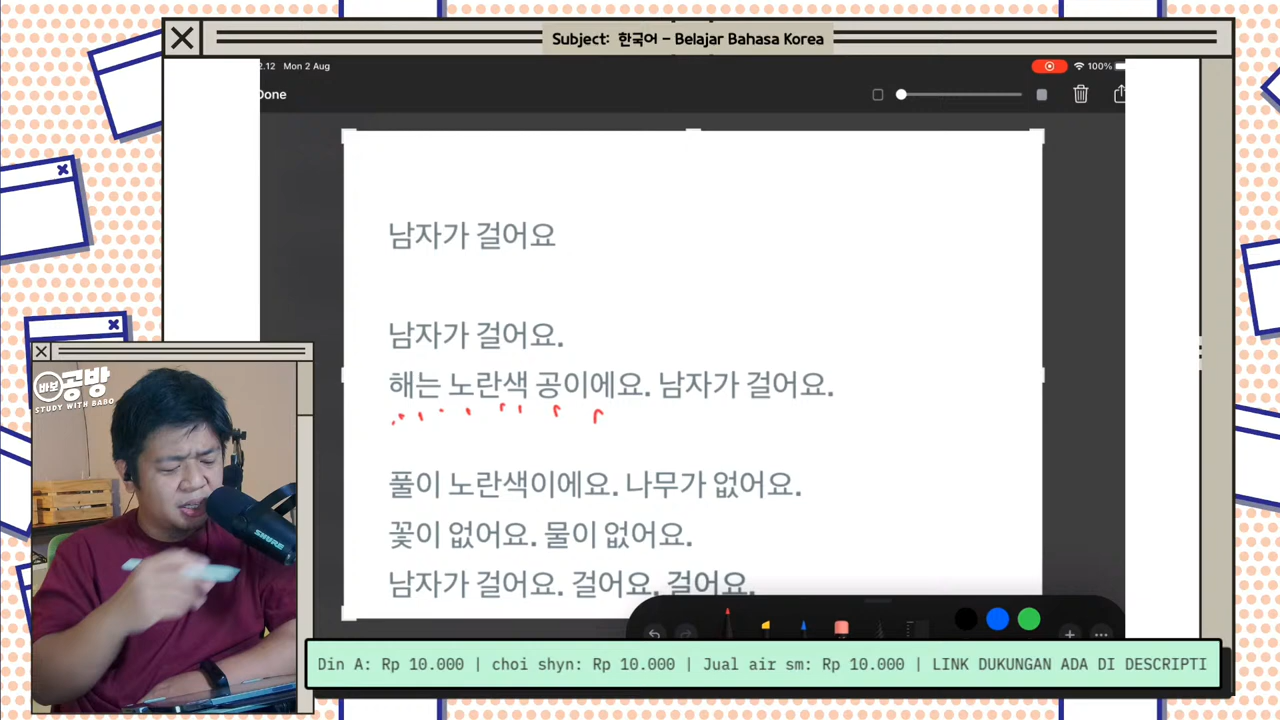 Subject: 한국어 - Belajar Bahasa Korea
2.12 Mon 2 Aug
100%
Done
남자가 걸어요
남자가 걸어요.
해는 노란색 공이에요. 남자가 걸어요.
풀이 노란색이에요. 나무가 없어요.
꽃이 없어요. 물이 없어요.
남자가 걸어요. 걸어요. 걸어요.
바보
공방
STUDY WITH BABO
SHURE
Din A: Rp 10.000 | choi shyn: Rp 10.000 | Jual air sm: Rp 10.000 | LINK DUKUNGAN ADA DI DESCRIPTI